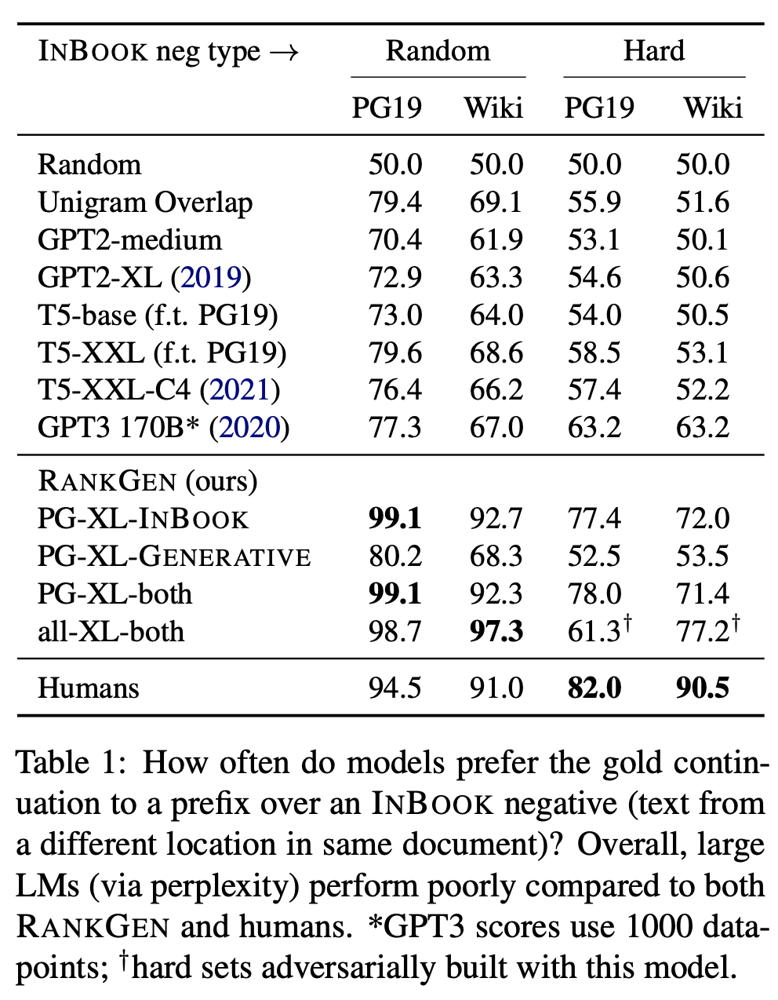 INBOOK neg type → Random Hard
PG19 Wiki PG19 Wiki
Random 50.0 50.0 50.0 50.0
Unigram Overlap 79.4 69.1 55.9 51.6
GPT2-medium 70.4 61.9 53.1 50.1
GPT2-XL (2019) 72.9 63.3 54.6 50.6
T5-base (f.t. PG19) 73.0 64.0 54.0 50.5
T5-XXL (f.t. PG19) 79.6 68.6 58.5 53.1
T5-XXL-C4 (2021) 76.4 66.2 57.4 52.2
GPT3 170B* (2020) 77.3 67.0 63.2 63.2
RANKGEN (ours)
PG-XL-INBOOK 99.1 92.7 77.4 72.0
PG-XL-GENERATIVE 80.2 68.3 52.5 53.5
PG-XL-both 99.1 92.3 78.0 71.4
all-XL-both 98.7 97.3 61.3† 77.2†
Humans 94.5 91.0 82.0 90.5
Table 1: How often do models prefer the gold contin-
uation to a prefix over an INBOOK negative (text from
a different location in same document)? Overall, large
LMs (via perplexity) perform poorly compared to both
RANKGEN and humans. *GPT3 scores use 1000 data-
points; †hard sets adversarially built with this model.